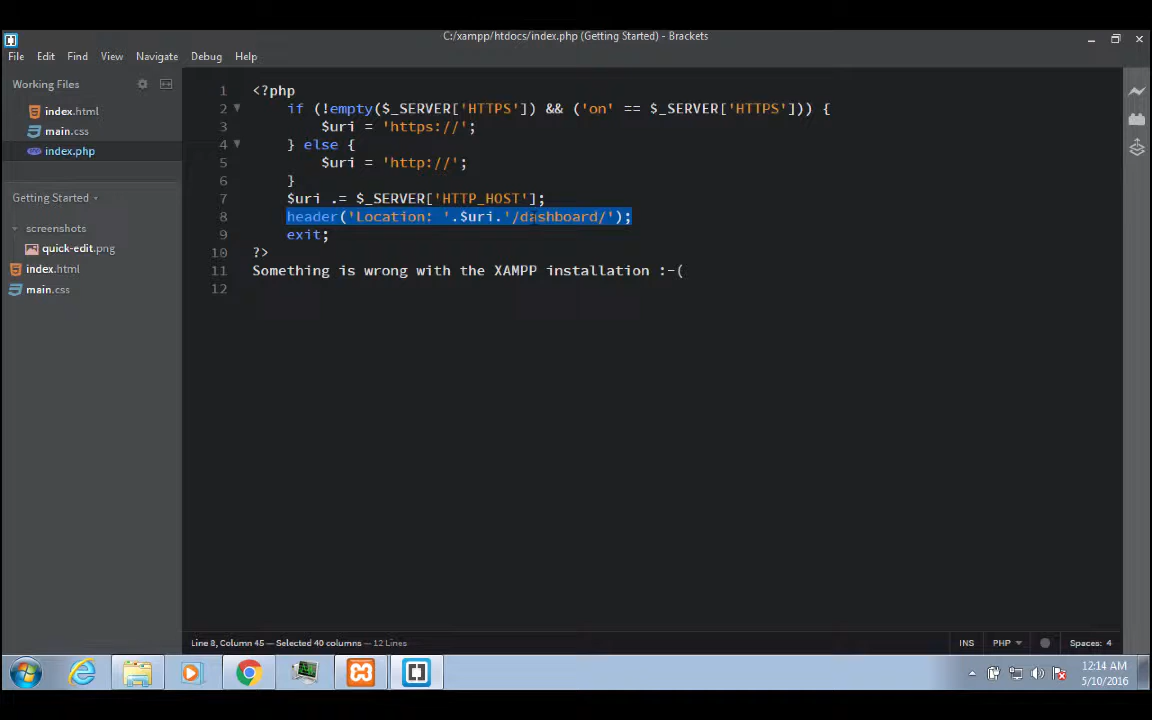 C:/xampp/htdocs/index.php (Getting Started) - Brackets
File Edit Find View Navigate Debug Help
Working Files
index.html
main.css
index.php
Getting Started
screenshots
quick-edit.png
index.html
main.css
1 <?php
2 if (!empty($_SERVER['HTTPS']) && ('on' == $_SERVER['HTTPS'])) {
3 $uri = 'https://';
4 } else {
5 $uri = 'http://';
6 }
7 $uri .= $_SERVER['HTTP_HOST'];
8 header('Location: '.$uri.'/dashboard/');
9 exit;
10 ?>
11 Something is wrong with the XAMPP installation :-(
12
Line 8, Column 45 — Selected 40 columns — 12 Lines
INS PHP Spaces: 4
12:14 AM
5/10/2016